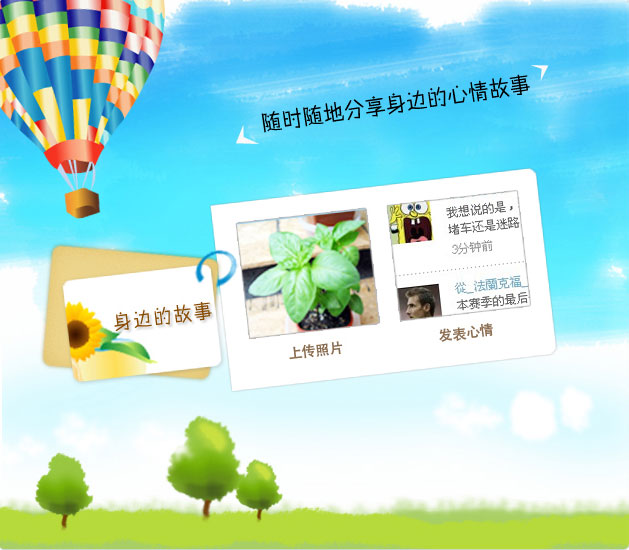 随时随地分享身边的心情故事
我想说的是，
堵车还是迷路
3分钟前
從_法蘭克福_
本赛季的最后
身边的故事
上传照片
发表心情